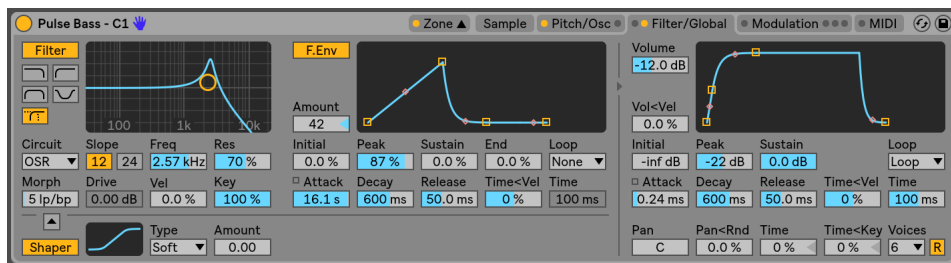 Pulse Bass - C1 Zone Sample Pitch/Osc Filter/Global Modulation MIDI
Filter F.Env Volume
-12.0 dB
100 1k 10k
Amount Vol<Vel
42 0.0 %
Circuit Slope Freq Res Initial Peak Sustain End Loop Initial Peak Sustain Loop
OSR 12 24 2.57 kHz 70 % 0.0 % 87 % 0.0 % 0.0 % None -inf dB -22 dB 0.0 dB Loop
Morph Drive Vel Key Attack Decay Release Time<Vel Time Attack Decay Release Time<Vel Time
5 lp/bp 0.00 dB 0.0 % 100 % 16.1 s 600 ms 50.0 ms 0 % 100 ms 0.24 ms 600 ms 50.0 ms 0 % 100 ms
Type Amount Pan Pan<Rnd Time Time<Key Voices
Shaper Soft 0.00 C 0.0 % 0 % 0 % 6 R